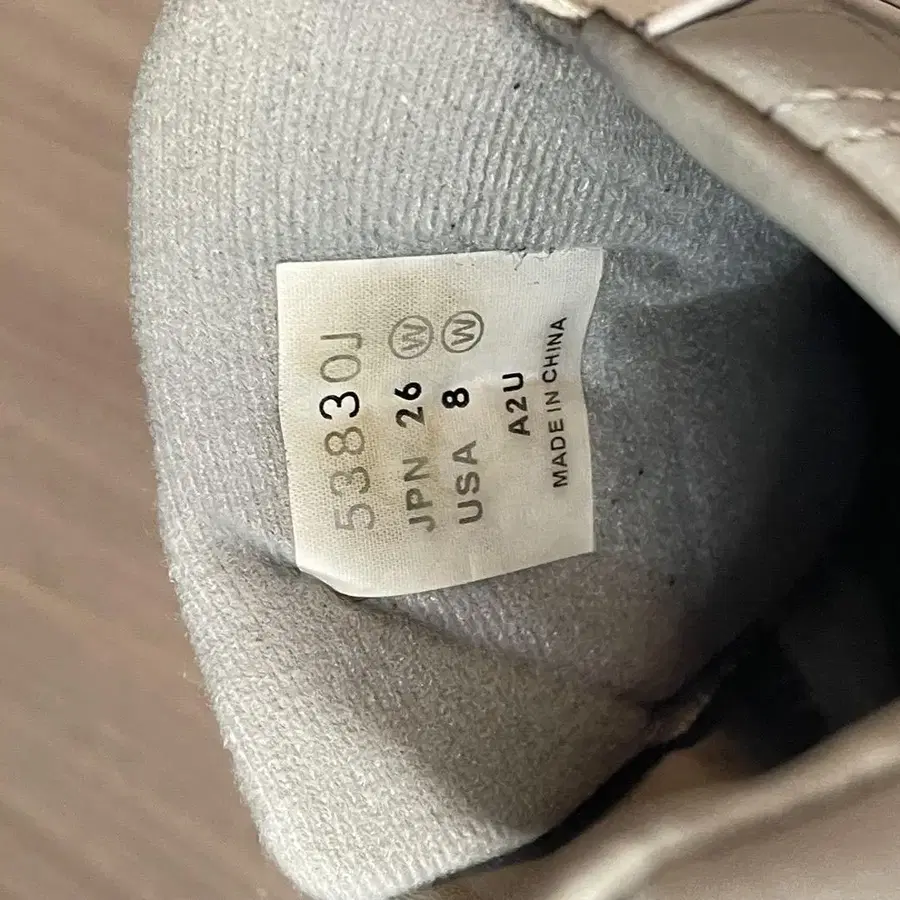 53830J
JPN 26 Ⓦ
USA 8 Ⓦ
A2U
MADE IN CHINA